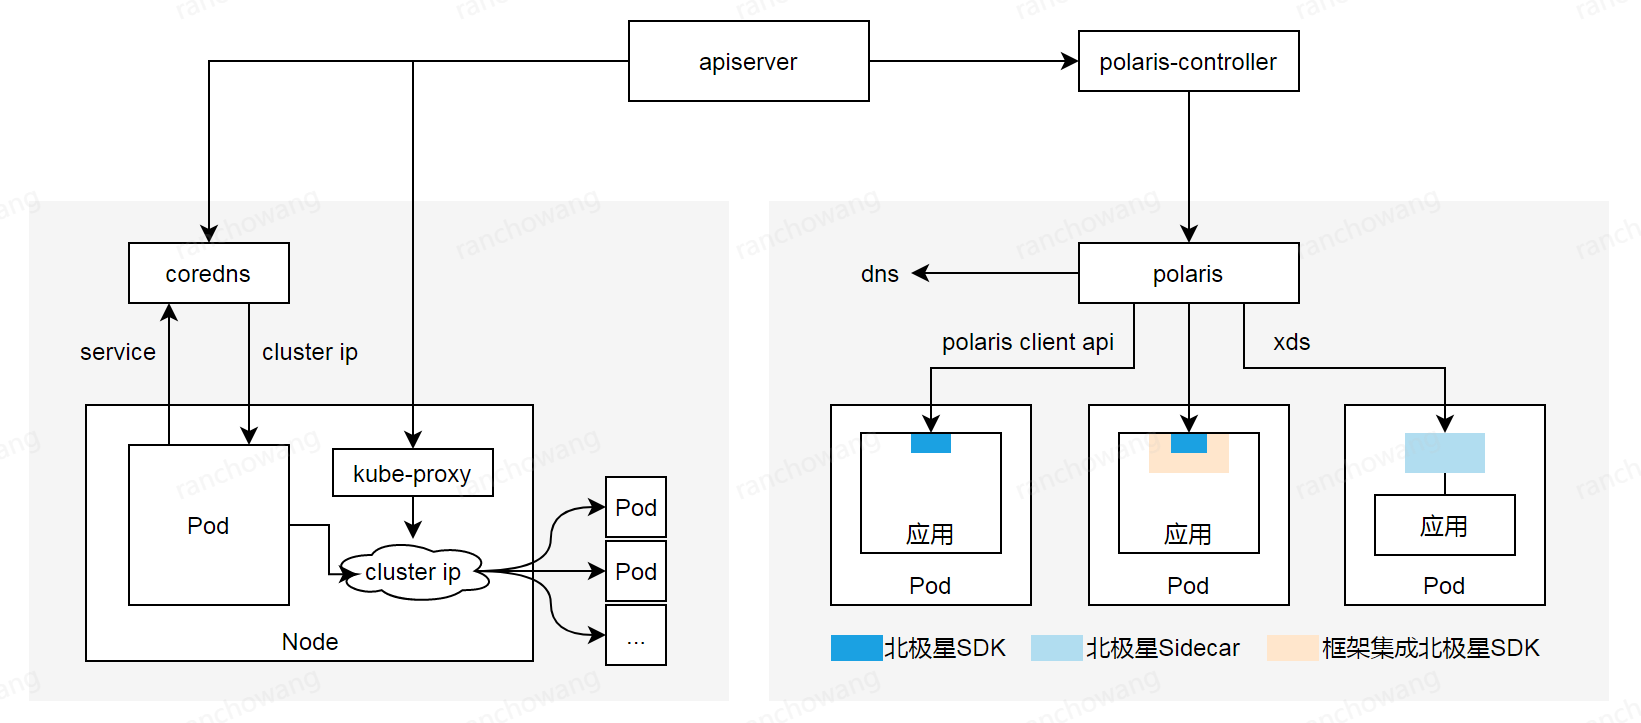 apiserver
polaris-controller
coredns
service
cluster ip
kube-proxy
Pod
cluster ip
Pod
Pod
...
Node
dns
polaris
polaris client api
xds
应用
应用
应用
Pod
Pod
Pod
北极星SDK
北极星Sidecar
框架集成北极星SDK
ranchowang